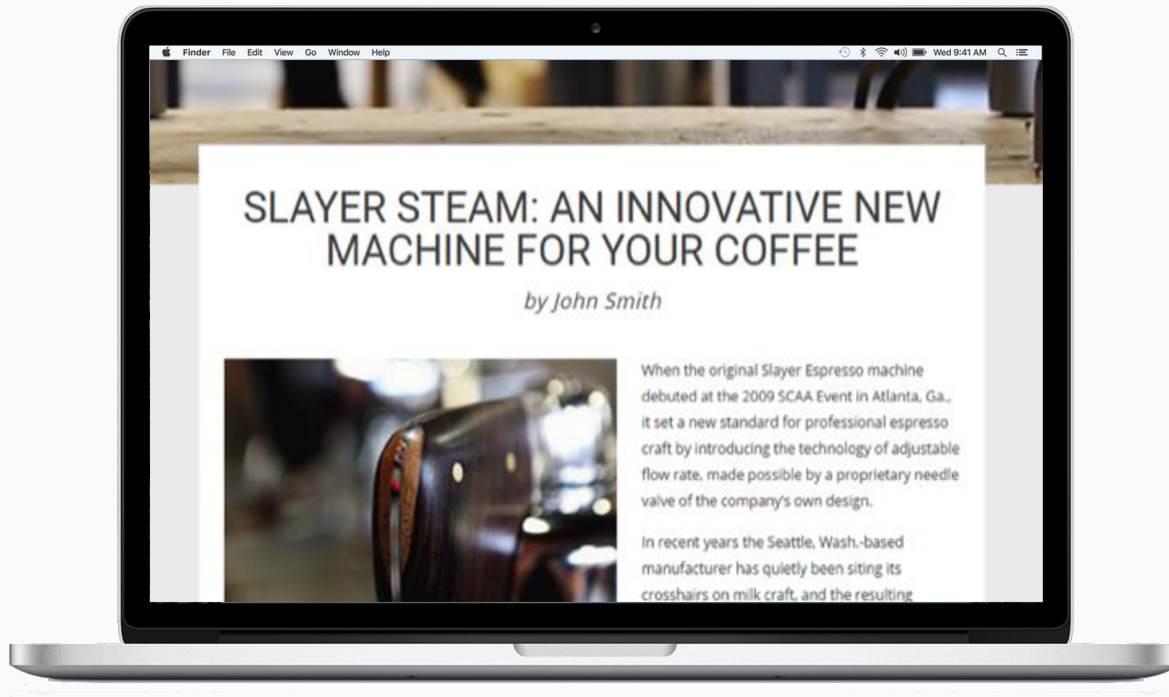 Finder File Edit View Go Window Help Wed 9:41 AM
SLAYER STEAM: AN INNOVATIVE NEW
MACHINE FOR YOUR COFFEE
by John Smith
When the original Slayer Espresso machine
debuted at the 2009 SCAA Event in Atlanta, Ga.,
it set a new standard for professional espresso
craft by introducing the technology of adjustable
flow rate, made possible by a proprietary needle
valve of the company's own design.
In recent years the Seattle, Wash.-based
manufacturer has quietly been siting its
crosshairs on milk craft, and the resulting